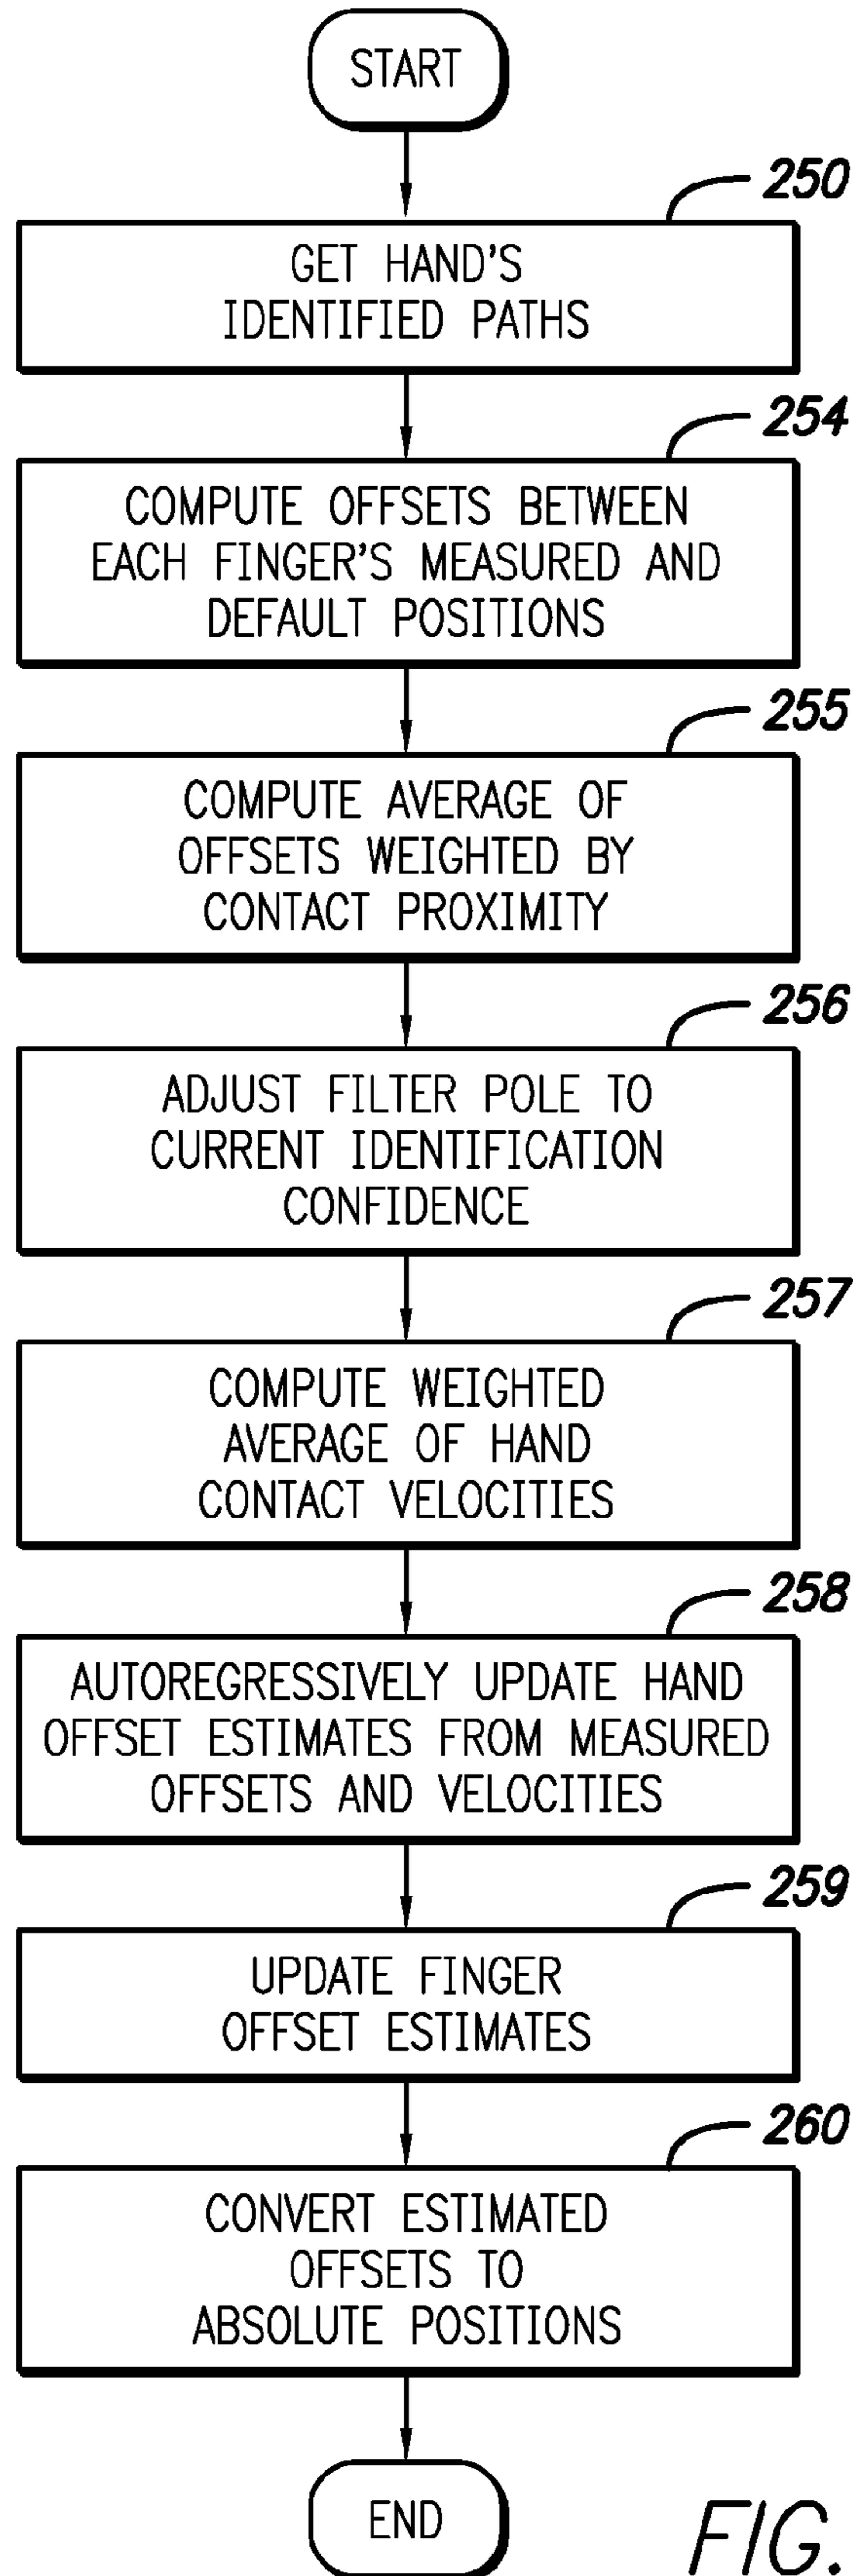 START
250
GET HAND'S
IDENTIFIED PATHS
254
COMPUTE OFFSETS BETWEEN
EACH FINGER'S MEASURED AND
DEFAULT POSITIONS
255
COMPUTE AVERAGE OF
OFFSETS WEIGHTED BY
CONTACT PROXIMITY
256
ADJUST FILTER POLE TO
CURRENT IDENTIFICATION
CONFIDENCE
257
COMPUTE WEIGHTED
AVERAGE OF HAND
CONTACT VELOCITIES
258
AUTOREGRESSIVELY UPDATE HAND
OFFSET ESTIMATES FROM MEASURED
OFFSETS AND VELOCITIES
259
UPDATE FINGER
OFFSET ESTIMATES
260
CONVERT ESTIMATED
OFFSETS TO
ABSOLUTE POSITIONS
END
FIG.